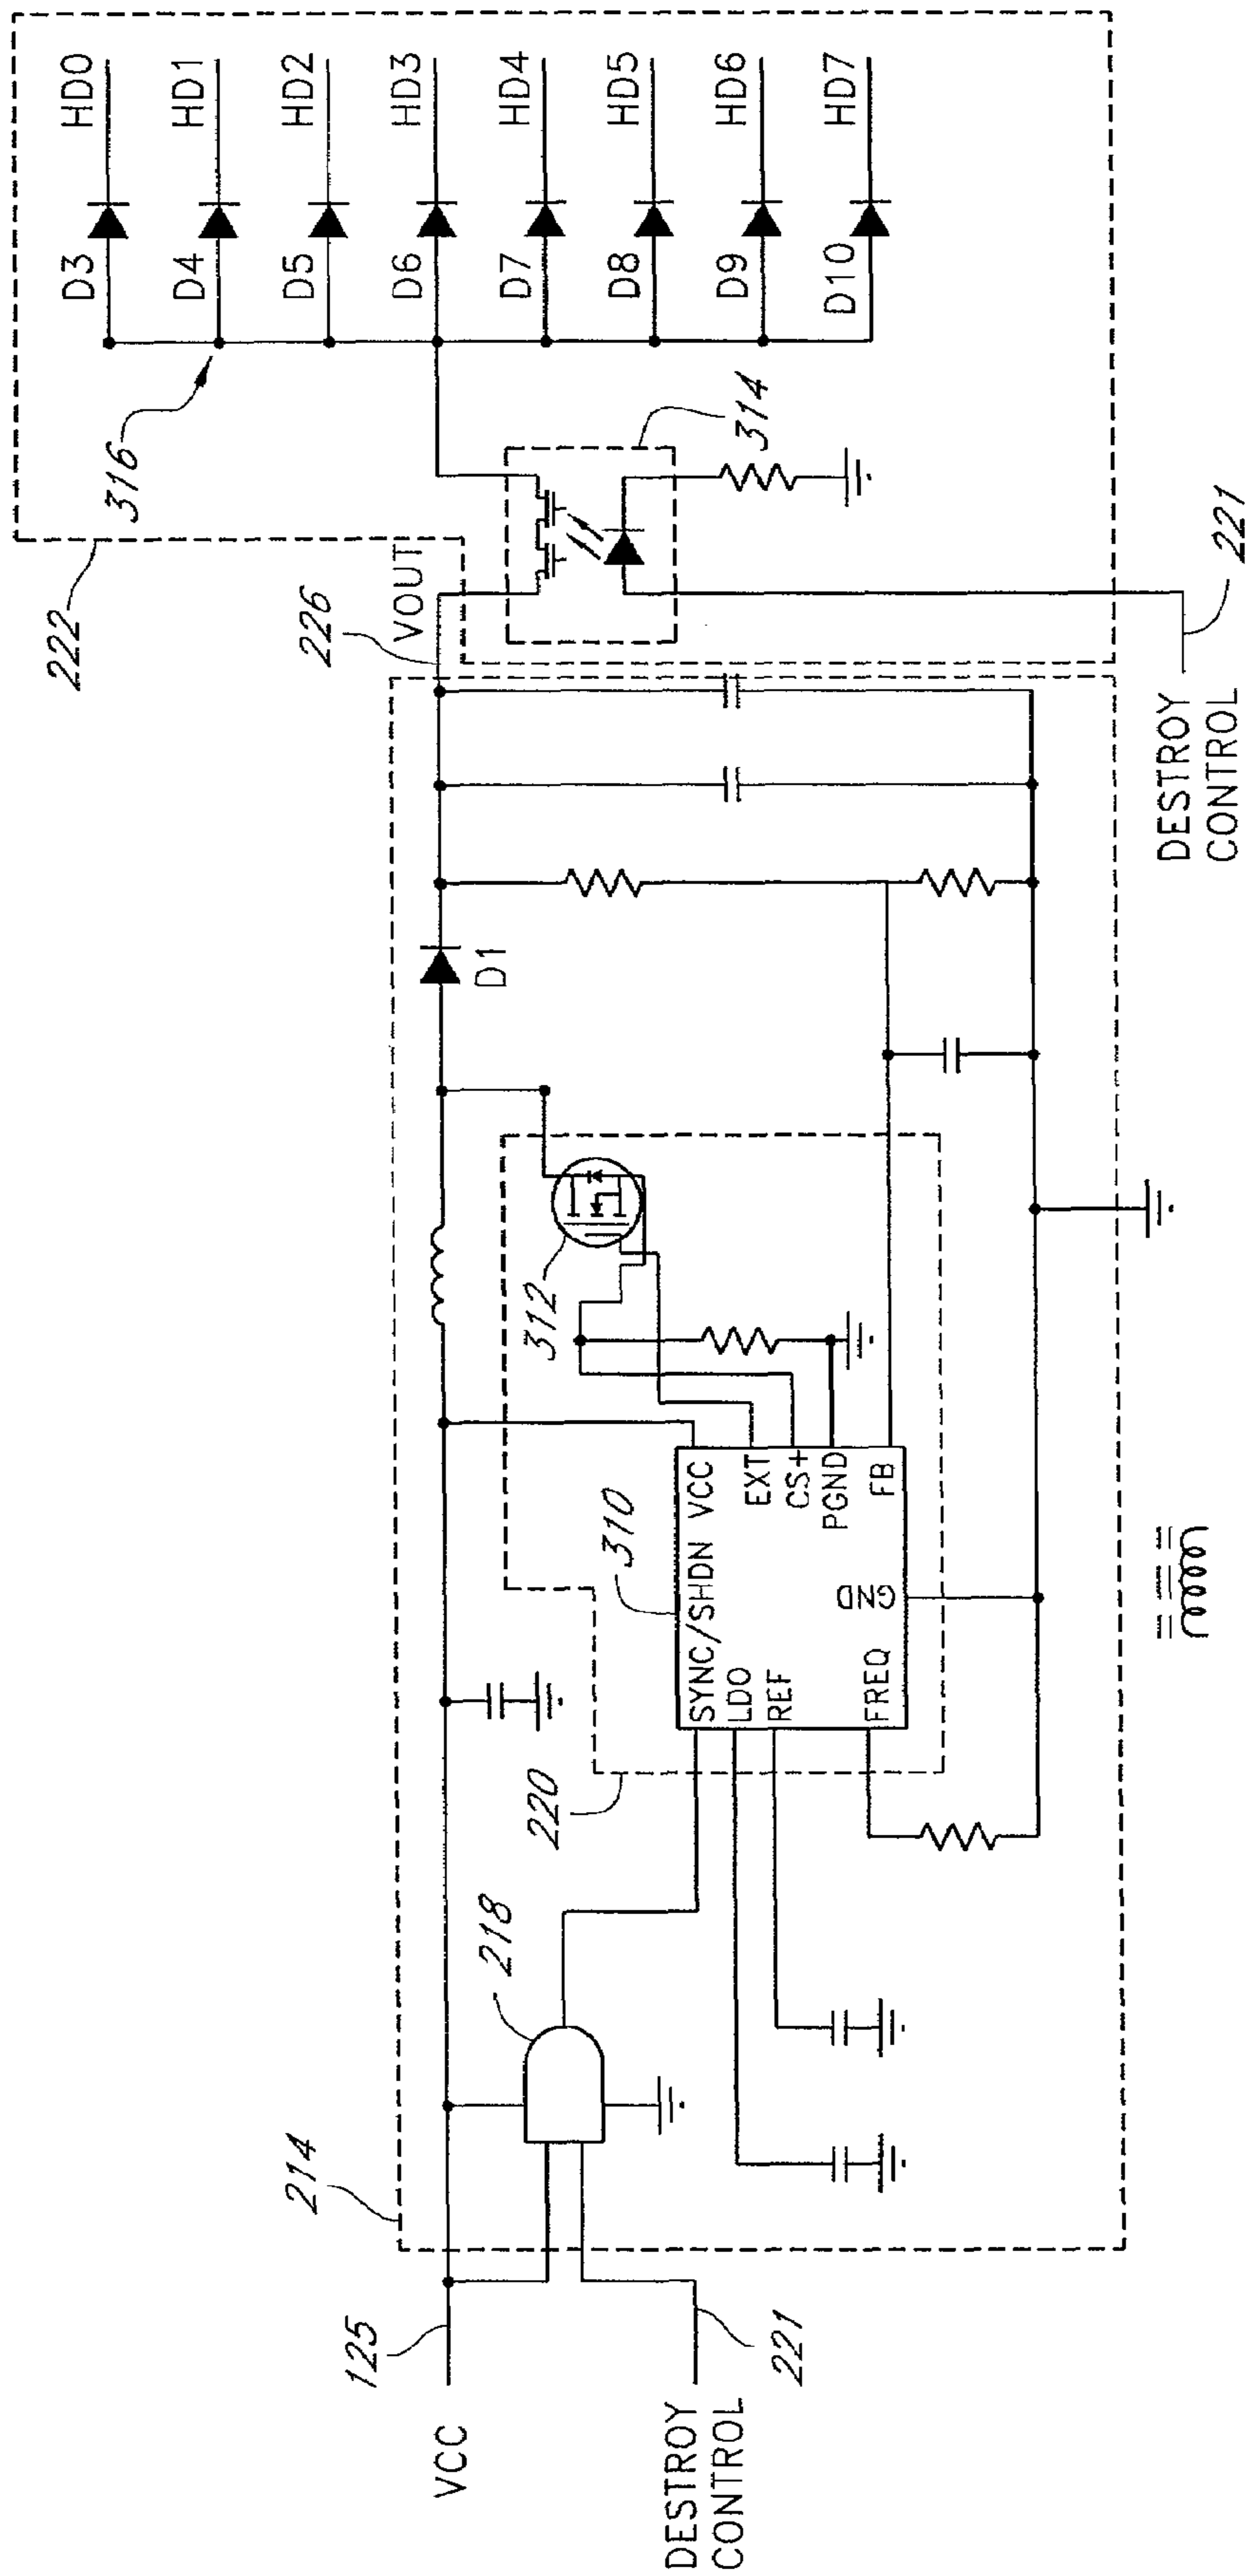 222
316
D3 HD0
D4 HD1
D5 HD2
D6 HD3
D7 HD4
D8 HD5
D9 HD6
D10 HD7
214
125
VCC
226
VOUT
D1
218
220
312
310
314
SYNC/SHDN VCC
LDO
REF
FREQ
GND
EXT
CS+
PGND
FB
DESTROY
CONTROL
221
DESTROY
CONTROL
221